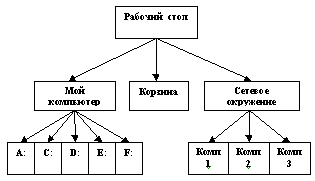 Рабочий стол
Мой
компьютер
Корзина
Сетевое
окружение
A: C: D: E: F:
Комп
1
Комп
2
Комп
3